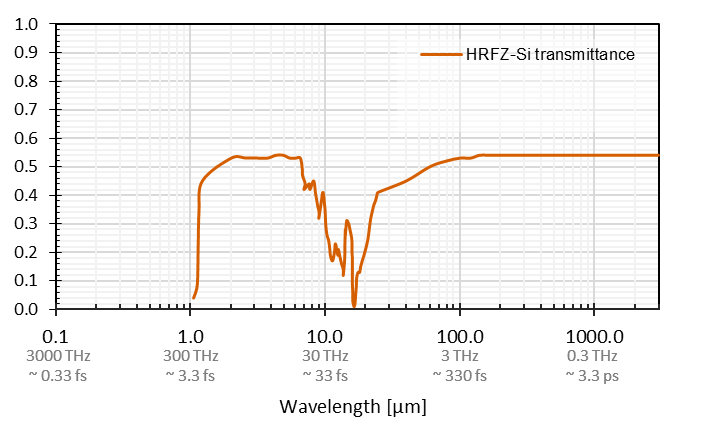 1.0
0.9
HRFZ-Si transmittance
0.8
0.7
0.6
0.5
0.4
0.3
0.2
0.1
0.0
0.1 1.0 10.0 100.0 1000.0
3000 THz 300 THz 30 THz 3 THz 0.3 THz
~ 0.33 fs ~ 3.3 fs ~ 33 fs ~ 330 fs ~ 3.3 ps
Wavelength [µm]